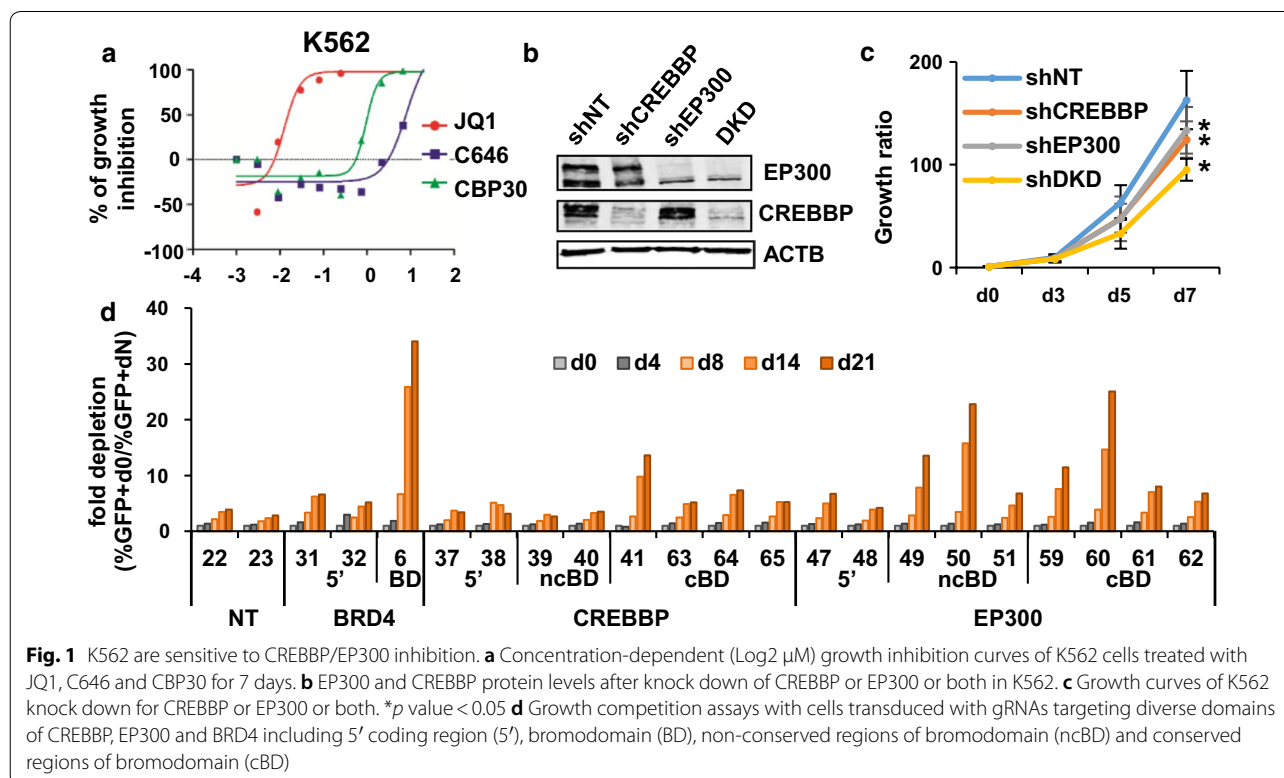 a
K562
% of growth
inhibition
100
50
0
-50
-100
-4 -3 -2 -1 0 1 2
JQ1
C646
CBP30
b
shNT
shCREBBP
shEP300
DKD
EP300
CREBBP
ACTB
c
Growth ratio
200
100
0
shNT
shCREBBP
shEP300
shDKD
*
*
*
d0 d3 d5 d7
d
fold depletion
(%GFP+d0/%GFP+dN)
40
30
20
10
0
d0 d4 d8 d14 d21
22 23 31 32 6 37 38 39 40 41 63 64 65 47 48 49 50 51 59 60 61 62
5′ BD 5′ ncBD cBD 5′ ncBD cBD
NT BRD4 CREBBP EP300
Fig. 1 K562 are sensitive to CREBBP/EP300 inhibition. a Concentration-dependent (Log2 μM) growth inhibition curves of K562 cells treated with
JQ1, C646 and CBP30 for 7 days. b EP300 and CREBBP protein levels after knock down of CREBBP or EP300 or both in K562. c Growth curves of K562
knock down for CREBBP or EP300 or both. *p value < 0.05 d Growth competition assays with cells transduced with gRNAs targeting diverse domains
of CREBBP, EP300 and BRD4 including 5′ coding region (5′), bromodomain (BD), non-conserved regions of bromodomain (ncBD) and conserved
regions of bromodomain (cBD)